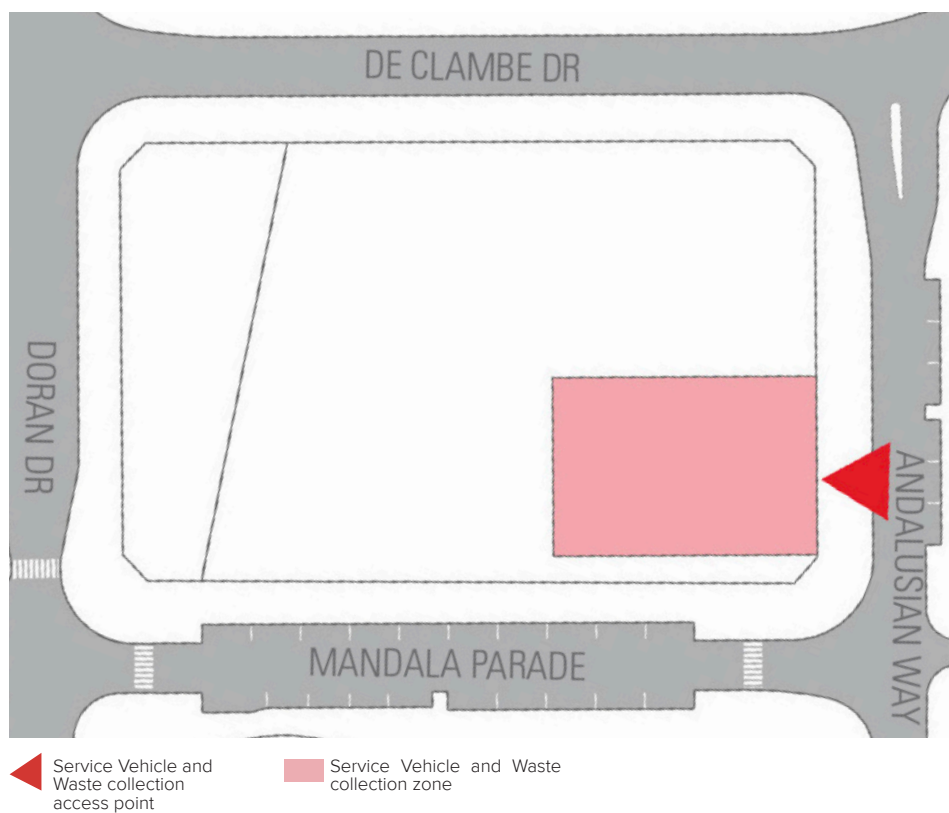 DE CLAMBE DR
DORAN DR
ANDALUSIAN WAY
MANDALA PARADE
Service Vehicle and
Waste collection
access point
Service Vehicle and Waste
collection zone